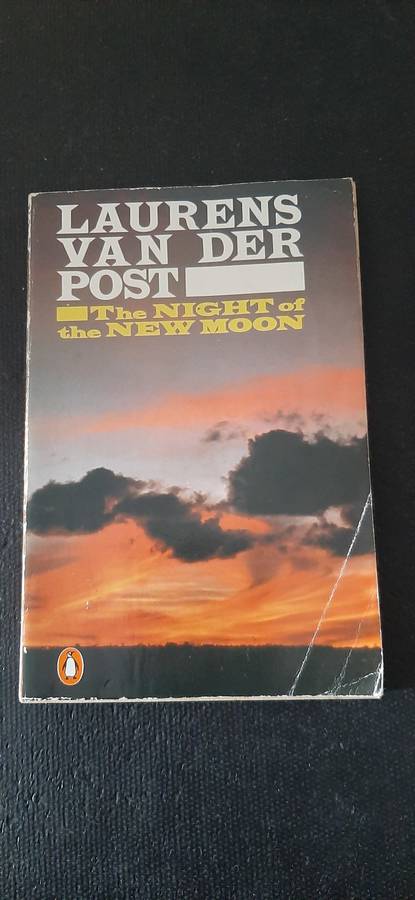 LAURENS
VAN DER
POST
The NIGHT of
the NEW MOON